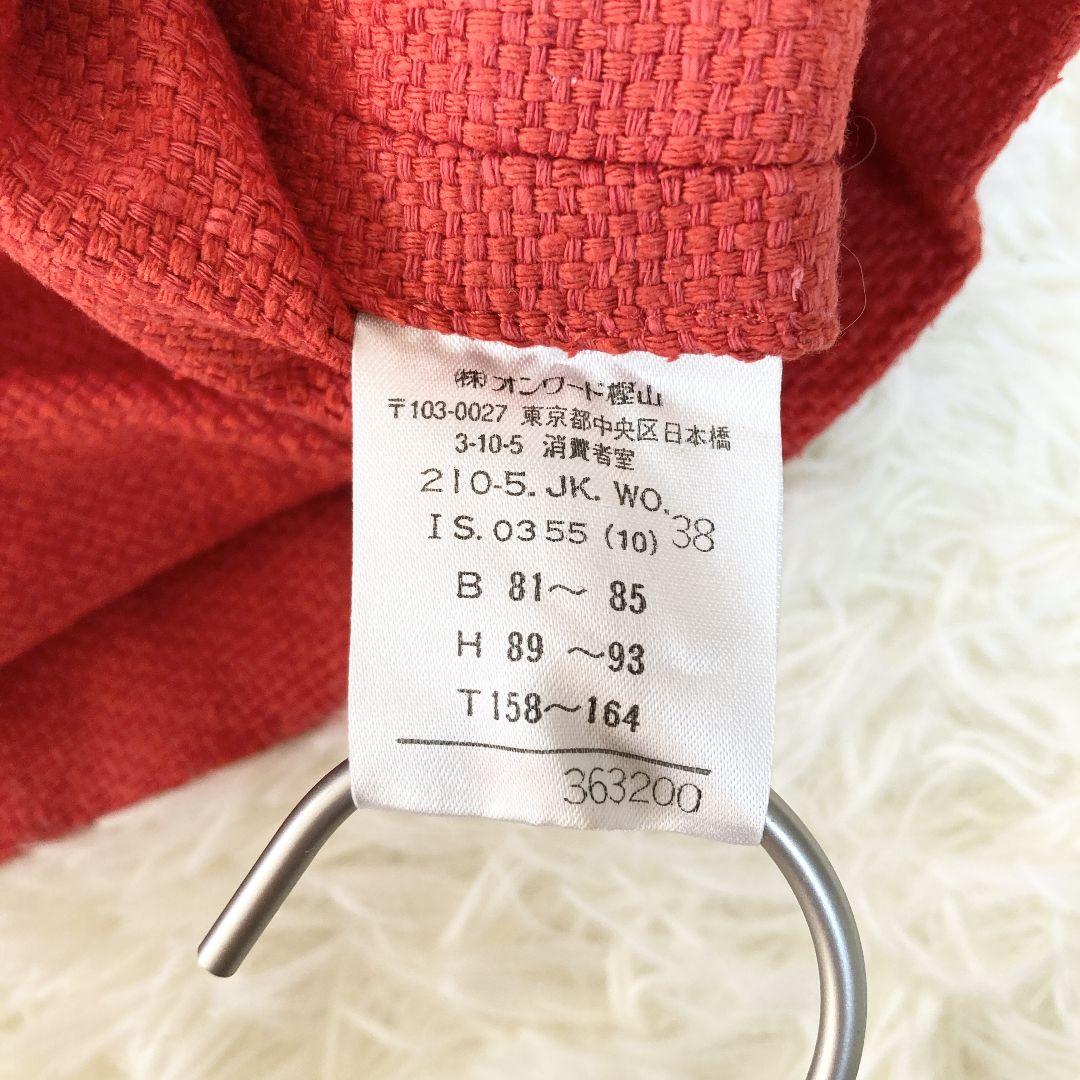 (株)オンワード樫山
〒103-0027 東京都中央区日本橋
3-10-5 消費者室
210-5. JK. WO. 38
IS. 0355 (10)
B 81〜 85
H 89 〜93
T 158〜164
363200